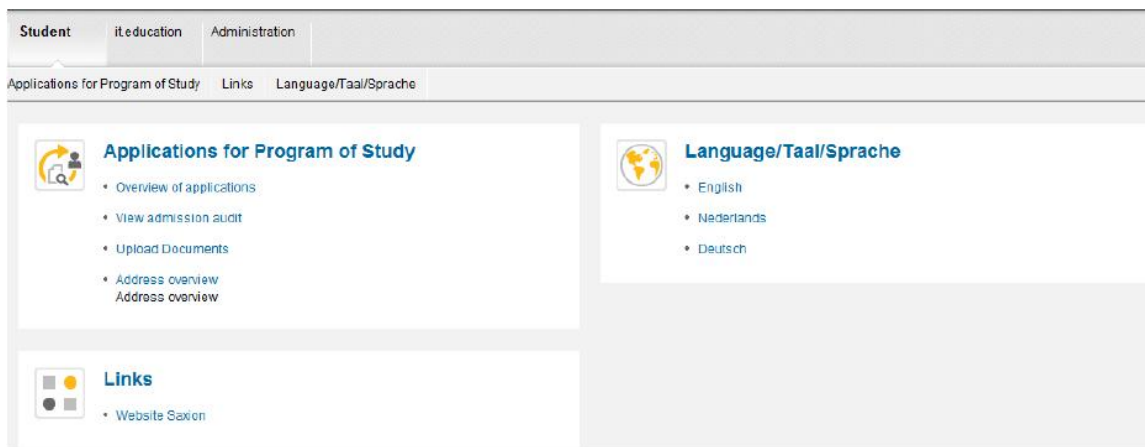 Student it.education Administration
Applications for Program of Study Links Language/Taal/Sprache
Applications for Program of Study
• Overview of applications
• View admission audit
• Upload Documents
• Address overview
Address overview
Language/Taal/Sprache
• English
• Nederlands
• Deutsch
Links
• Website Saxion